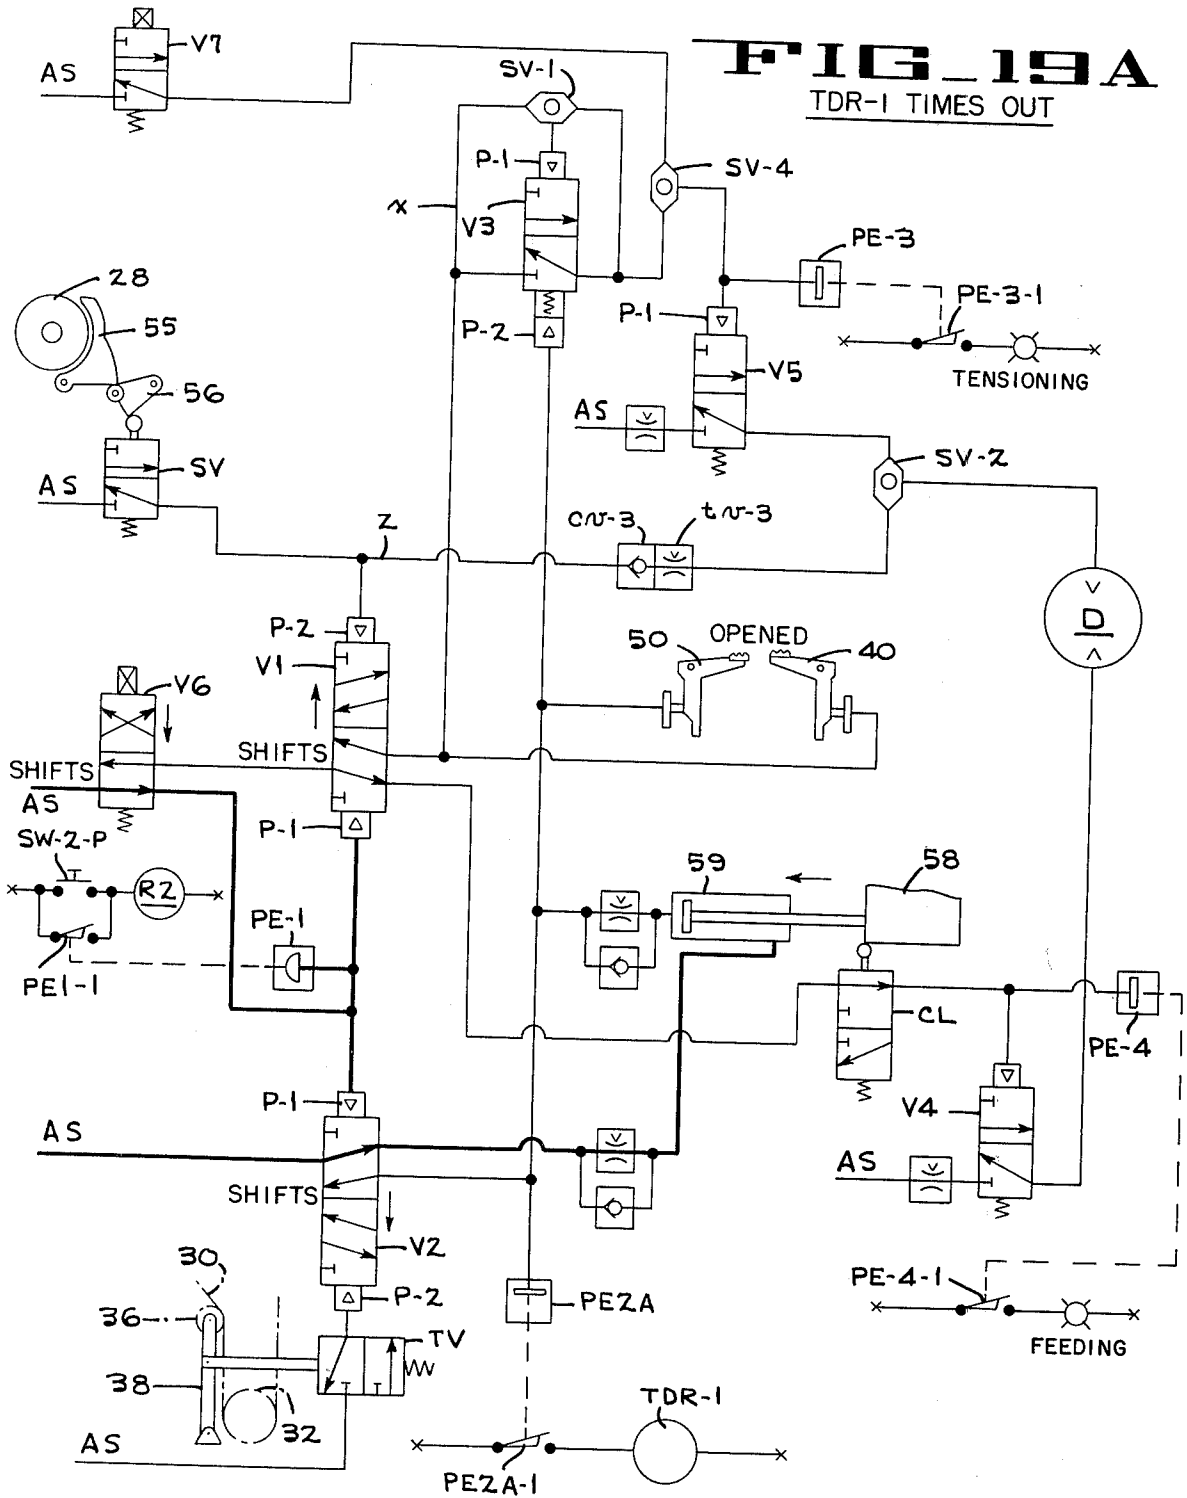 FIG_19A
TDR-1 TIMES OUT
V7
AS
SV-1
P-1
SV-4
x
V3
PE-3
28
P-2
P-1
PE-3-1
55
V5
TENSIONING
56
AS
SV
SV-2
AS
z
cv-3
tv-3
P-2
D
50
OPENED
40
V1
V6
SHIFTS
SHIFTS
AS
P-1
SW-2-P
59
58
R2
PE-1
PE1-1
CL
PE-4
P-1
V4
AS
AS
SHIFTS
V2
30
PE-4-1
P-2
PE2A
36
TV
FEEDING
38
TDR-1
32
AS
PE2A-1